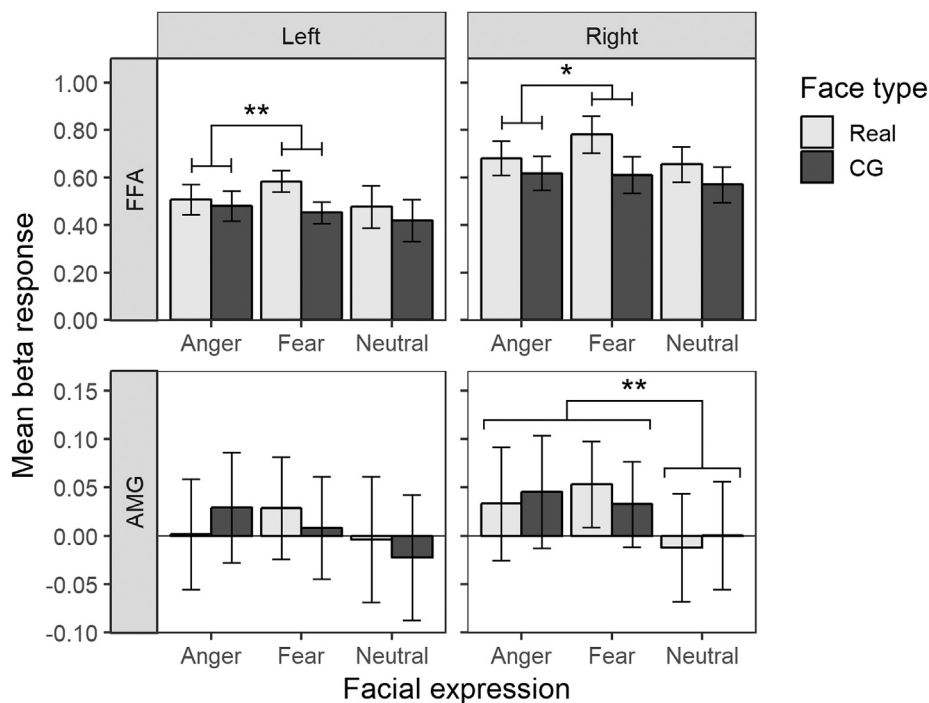 Left
Right
Mean beta response
FFA
1.00
0.80
0.60
0.40
0.20
0.00
**
*
Anger
Fear
Neutral
Anger
Fear
Neutral
Face type
Real
CG
AMG
0.15
0.10
0.05
0.00
-0.05
-0.10
**
Anger
Fear
Neutral
Anger
Fear
Neutral
Facial expression